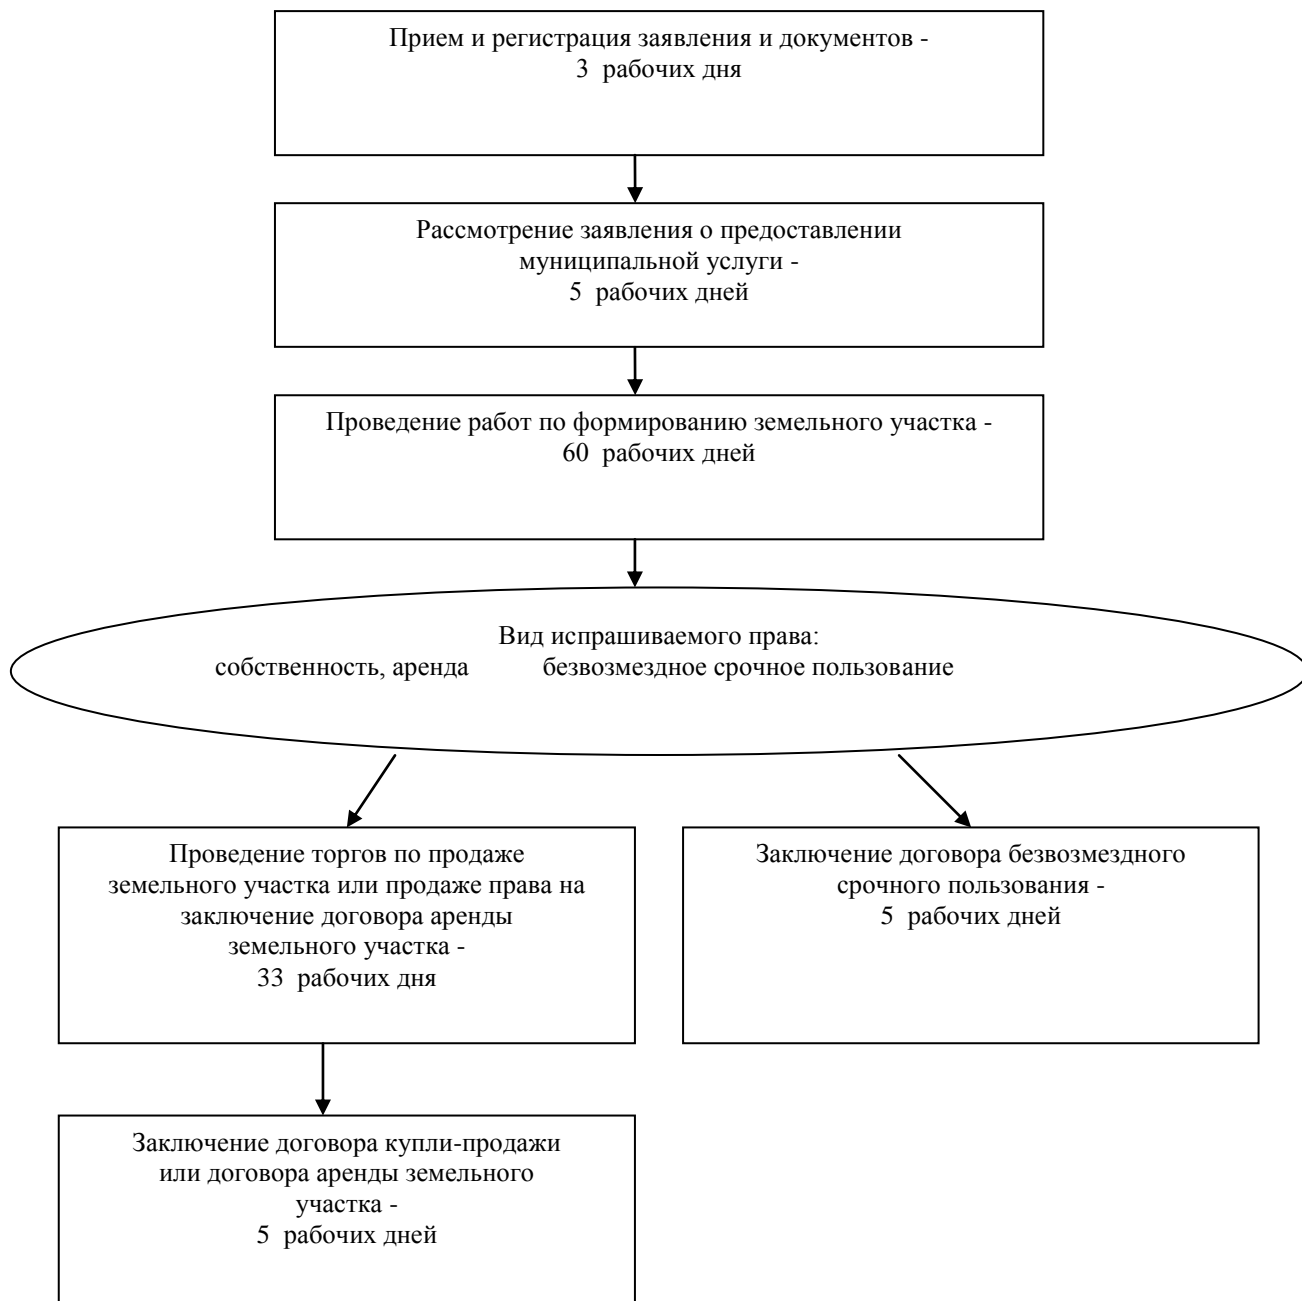 Прием и регистрация заявления и документов -
3 рабочих дня
Рассмотрение заявления о предоставлении
муниципальной услуги -
5 рабочих дней
Проведение работ по формированию земельного участка -
60 рабочих дней
Вид испрашиваемого права:
собственность, аренда безвозмездное срочное пользование
Проведение торгов по продаже
земельного участка или продаже права на
заключение договора аренды
земельного участка -
33 рабочих дня
Заключение договора безвозмездного
срочного пользования -
5 рабочих дней
Заключение договора купли-продажи
или договора аренды земельного
участка -
5 рабочих дней